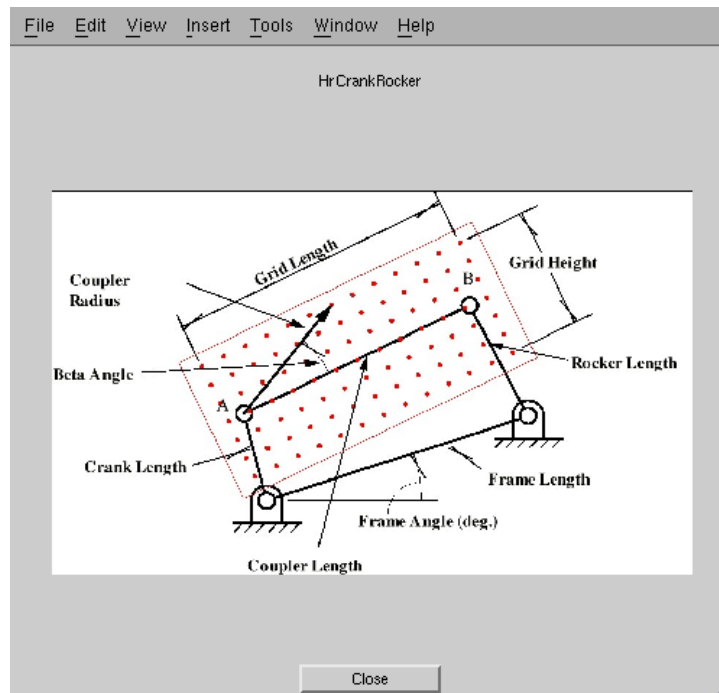 File Edit View Insert Tools Window Help
HrCrankRocker
Grid Length
Coupler
Radius
B
Grid Height
Beta Angle
Rocker Length
A
Crank Length
Frame Length
Frame Angle (deg.)
Coupler Length
Close